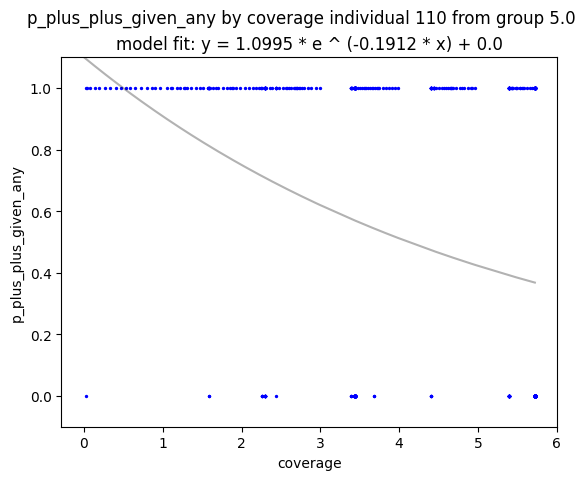 p_plus_plus_given_any by coverage individual 110 from group 5.0
model fit: y = 1.0995 * e ^ (-0.1912 * x) + 0.0
1.0
0.8
0.6
0.4
0.2
0.0
p_plus_plus_given_any
0 1 2 3 4 5 6
coverage